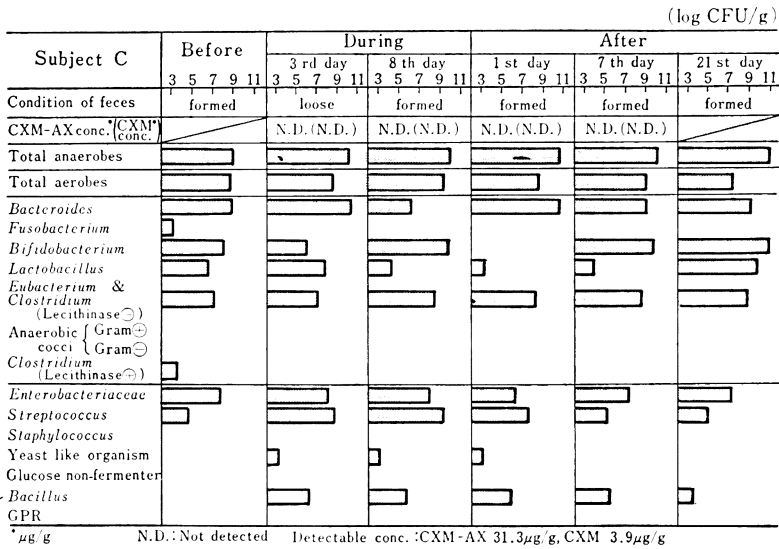 (log CFU/g)
Subject C Before During After
3rd day 8th day 1st day 7th day 21st day
3 5 7 9 11 3 5 7 9 11 3 5 7 9 11 3 5 7 9 11 3 5 7 9 11 3 5 7 9 11
Condition of feces formed loose formed formed formed formed
CXM-AX conc.*(CXM* conc.) N.D.(N.D.) N.D.(N.D.) N.D.(N.D.) N.D.(N.D.)
Total anaerobes
Total aerobes
Bacteroides
Fusobacterium
Bifidobacterium
Lactobacillus
Eubacterium &
Clostridium
(Lecithinase⊖)
Anaerobic { Gram⊕
cocci { Gram⊖
Clostridium
(Lecithinase⊕)
Enterobacteriaceae
Streptococcus
Staphylococcus
Yeast like organism
Glucose non-fermenter
Bacillus
GPR
*μg/g N.D.:Not detected Detectable conc. :CXM-AX 31.3μg/g, CXM 3.9μg/g